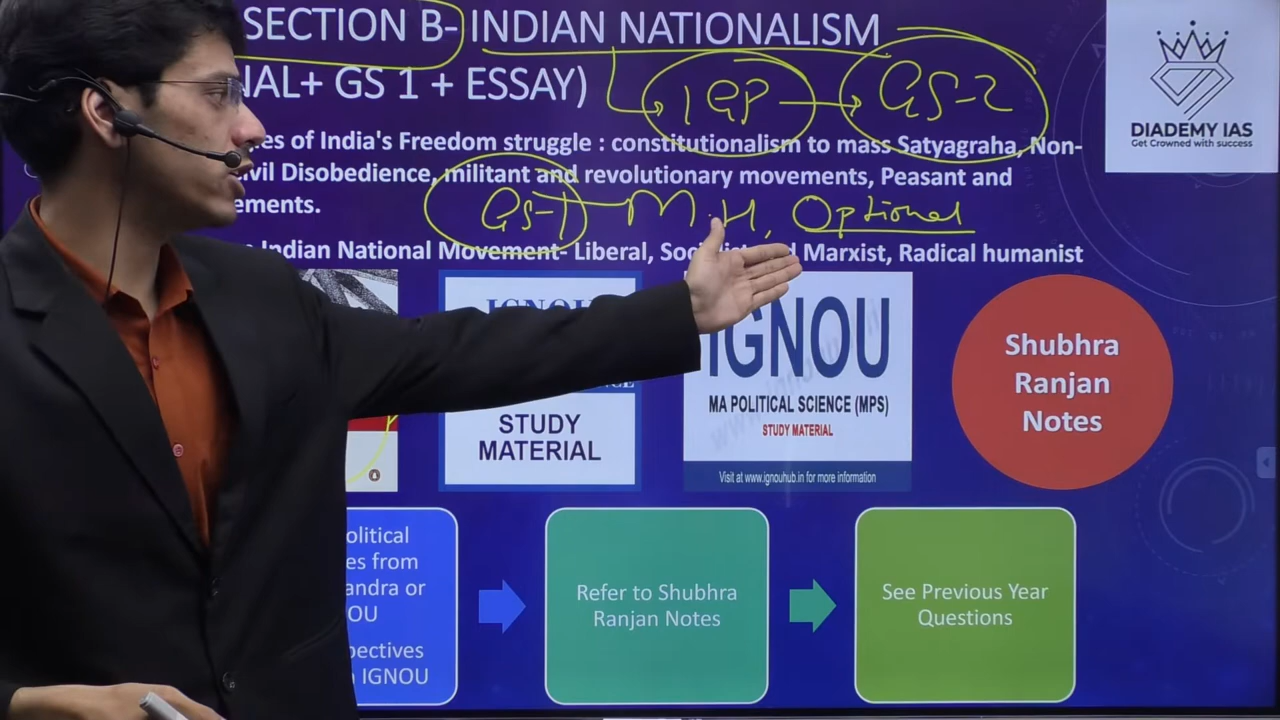 SECTION B- INDIAN NATIONALISM
NAL+ GS 1 + ESSAY)
IGP
GS-2
DIADEMY IAS
Get Crowned with success
es of India's Freedom struggle : constitutionalism to mass Satyagraha, Non-
vil Disobedience, militant and revolutionary movements, Peasant and
ements.
GS-1
M.H, Optional
Indian National Movement- Liberal, Marxist, Radical humanist
IGNOU
STUDY
MATERIAL
IGNOU
MA POLITICAL SCIENCE (MPS)
STUDY MATERIAL
Visit at www.ignouhub.in for more information
Shubhra
Ranjan
Notes
olitical
es from
andra or
OU
pectives
IGNOU
Refer to Shubhra
Ranjan Notes
See Previous Year
Questions